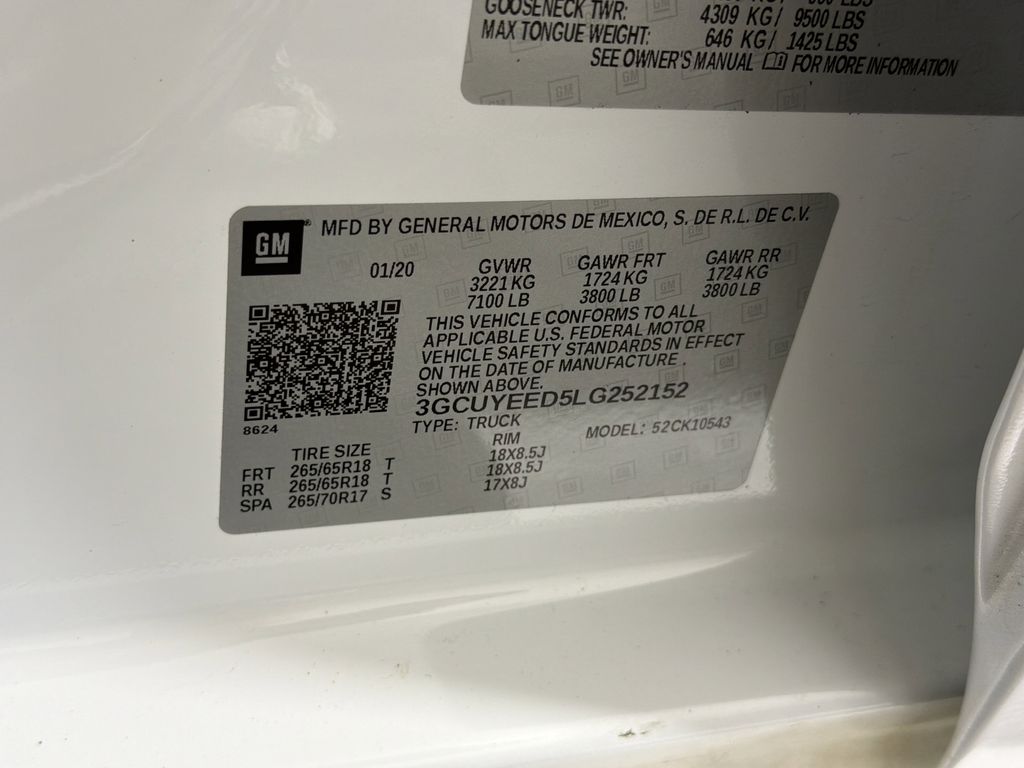 GOOSENECK TWR: 4309 KG/ 9500 LBS
MAX TONGUE WEIGHT: 646 KG/ 1425 LBS
SEE OWNER'S MANUAL FOR MORE INFORMATION
GM® MFD BY GENERAL MOTORS DE MEXICO, S. DE R.L. DE C.V.
01/20 GVWR GAWR FRT GAWR RR
3221 KG 1724 KG 1724 KG
7100 LB 3800 LB 3800 LB
THIS VEHICLE CONFORMS TO ALL
APPLICABLE U.S. FEDERAL MOTOR
VEHICLE SAFETY STANDARDS IN EFFECT
ON THE DATE OF MANUFACTURE .
SHOWN ABOVE.
3GCUYEED5LG252152
8624
TYPE: TRUCK MODEL: 52CK10543
TIRE SIZE RIM
FRT 265/65R18 T 18X8.5J
RR 265/65R18 T 18X8.5J
SPA 265/70R17 S 17X8J